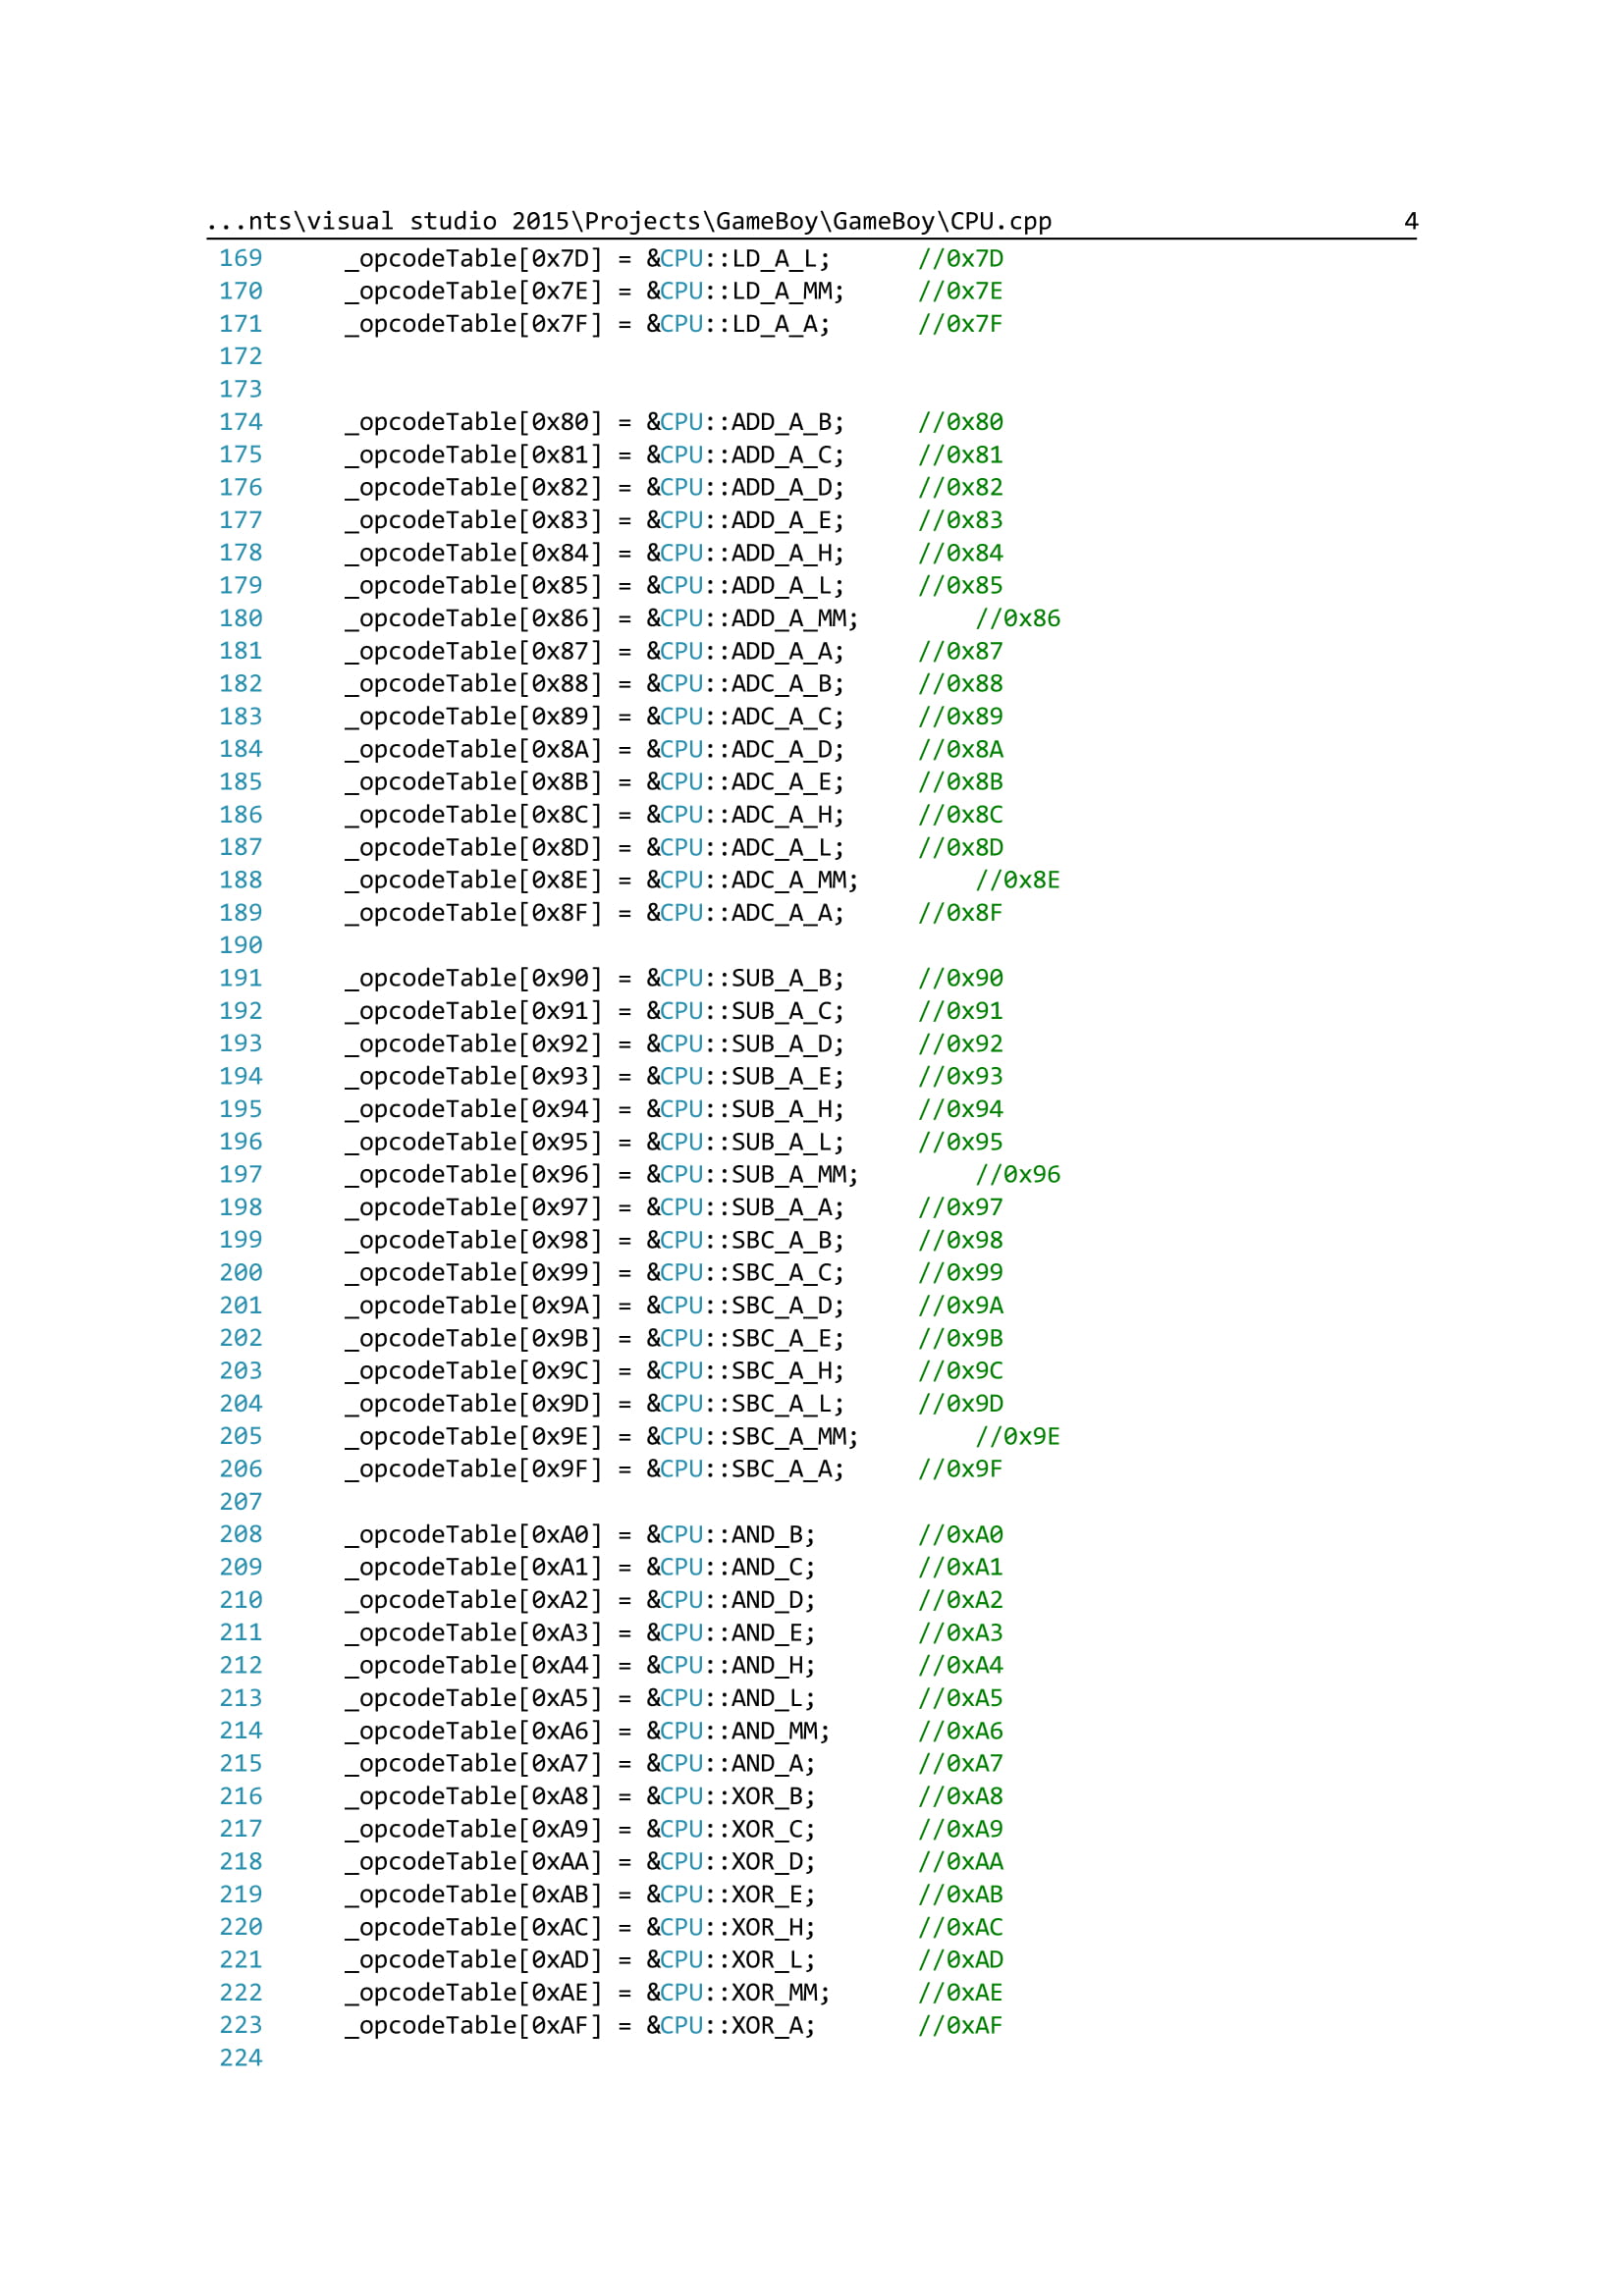 ...nts\visual studio 2015\Projects\GameBoy\GameBoy\CPU.cpp 4
169 _opcodeTable[0x7D] = &CPU::LD_A_L; //0x7D
170 _opcodeTable[0x7E] = &CPU::LD_A_MM; //0x7E
171 _opcodeTable[0x7F] = &CPU::LD_A_A; //0x7F
172
173
174 _opcodeTable[0x80] = &CPU::ADD_A_B; //0x80
175 _opcodeTable[0x81] = &CPU::ADD_A_C; //0x81
176 _opcodeTable[0x82] = &CPU::ADD_A_D; //0x82
177 _opcodeTable[0x83] = &CPU::ADD_A_E; //0x83
178 _opcodeTable[0x84] = &CPU::ADD_A_H; //0x84
179 _opcodeTable[0x85] = &CPU::ADD_A_L; //0x85
180 _opcodeTable[0x86] = &CPU::ADD_A_MM; //0x86
181 _opcodeTable[0x87] = &CPU::ADD_A_A; //0x87
182 _opcodeTable[0x88] = &CPU::ADC_A_B; //0x88
183 _opcodeTable[0x89] = &CPU::ADC_A_C; //0x89
184 _opcodeTable[0x8A] = &CPU::ADC_A_D; //0x8A
185 _opcodeTable[0x8B] = &CPU::ADC_A_E; //0x8B
186 _opcodeTable[0x8C] = &CPU::ADC_A_H; //0x8C
187 _opcodeTable[0x8D] = &CPU::ADC_A_L; //0x8D
188 _opcodeTable[0x8E] = &CPU::ADC_A_MM; //0x8E
189 _opcodeTable[0x8F] = &CPU::ADC_A_A; //0x8F
190
191 _opcodeTable[0x90] = &CPU::SUB_A_B; //0x90
192 _opcodeTable[0x91] = &CPU::SUB_A_C; //0x91
193 _opcodeTable[0x92] = &CPU::SUB_A_D; //0x92
194 _opcodeTable[0x93] = &CPU::SUB_A_E; //0x93
195 _opcodeTable[0x94] = &CPU::SUB_A_H; //0x94
196 _opcodeTable[0x95] = &CPU::SUB_A_L; //0x95
197 _opcodeTable[0x96] = &CPU::SUB_A_MM; //0x96
198 _opcodeTable[0x97] = &CPU::SUB_A_A; //0x97
199 _opcodeTable[0x98] = &CPU::SBC_A_B; //0x98
200 _opcodeTable[0x99] = &CPU::SBC_A_C; //0x99
201 _opcodeTable[0x9A] = &CPU::SBC_A_D; //0x9A
202 _opcodeTable[0x9B] = &CPU::SBC_A_E; //0x9B
203 _opcodeTable[0x9C] = &CPU::SBC_A_H; //0x9C
204 _opcodeTable[0x9D] = &CPU::SBC_A_L; //0x9D
205 _opcodeTable[0x9E] = &CPU::SBC_A_MM; //0x9E
206 _opcodeTable[0x9F] = &CPU::SBC_A_A; //0x9F
207
208 _opcodeTable[0xA0] = &CPU::AND_B; //0xA0
209 _opcodeTable[0xA1] = &CPU::AND_C; //0xA1
210 _opcodeTable[0xA2] = &CPU::AND_D; //0xA2
211 _opcodeTable[0xA3] = &CPU::AND_E; //0xA3
212 _opcodeTable[0xA4] = &CPU::AND_H; //0xA4
213 _opcodeTable[0xA5] = &CPU::AND_L; //0xA5
214 _opcodeTable[0xA6] = &CPU::AND_MM; //0xA6
215 _opcodeTable[0xA7] = &CPU::AND_A; //0xA7
216 _opcodeTable[0xA8] = &CPU::XOR_B; //0xA8
217 _opcodeTable[0xA9] = &CPU::XOR_C; //0xA9
218 _opcodeTable[0xAA] = &CPU::XOR_D; //0xAA
219 _opcodeTable[0xAB] = &CPU::XOR_E; //0xAB
220 _opcodeTable[0xAC] = &CPU::XOR_H; //0xAC
221 _opcodeTable[0xAD] = &CPU::XOR_L; //0xAD
222 _opcodeTable[0xAE] = &CPU::XOR_MM; //0xAE
223 _opcodeTable[0xAF] = &CPU::XOR_A; //0xAF
224